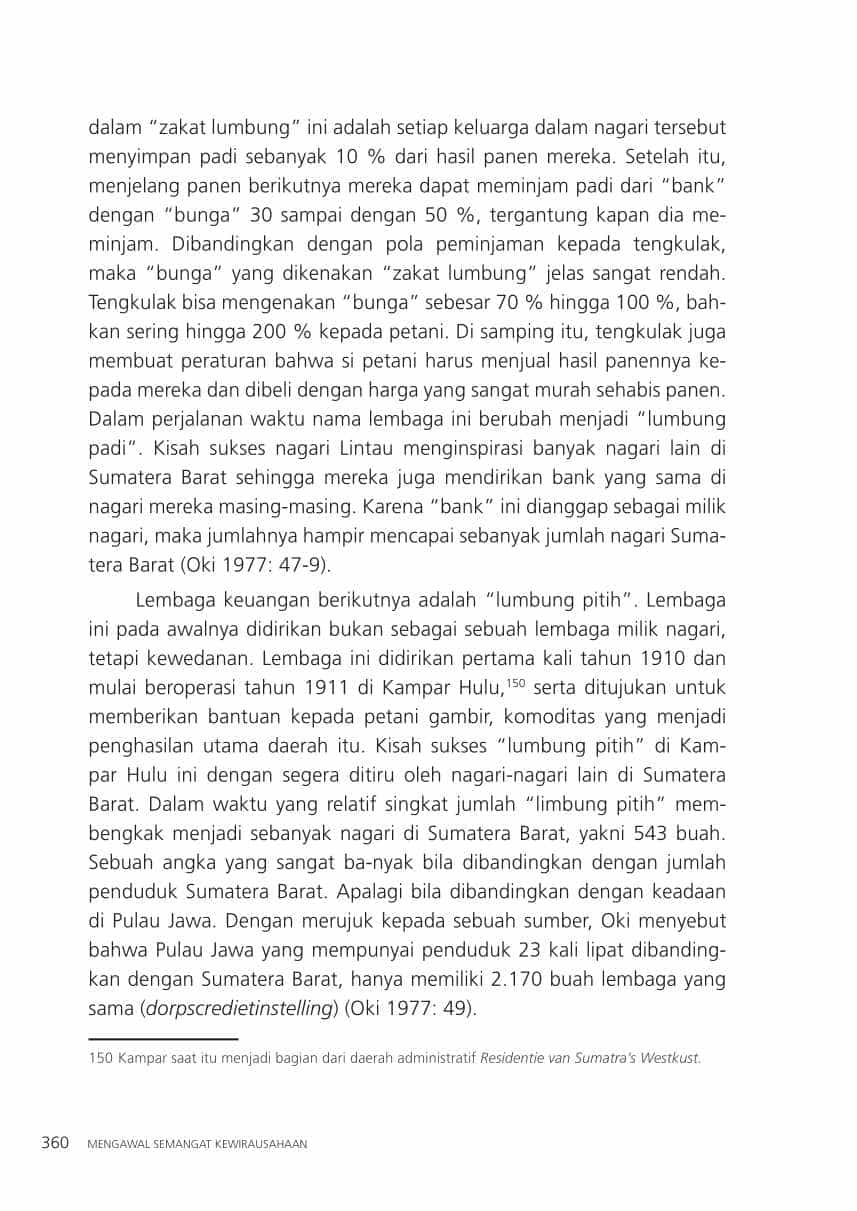 dalam “zakat lumbung” ini adalah setiap keluarga dalam nagari tersebut
menyimpan padi sebanyak 10 % dari hasil panen mereka. Setelah itu,
menjelang panen berikutnya mereka dapat meminjam padi dari “bank”
dengan “bunga” 30 sampai dengan 50 %, tergantung kapan dia me-
minjam. Dibandingkan dengan pola peminjaman kepada tengkulak,
maka “bunga” yang dikenakan “zakat lumbung” jelas sangat rendah.
Tengkulak bisa mengenakan “bunga” sebesar 70 % hingga 100 %, bah-
kan sering hingga 200 % kepada petani. Di samping itu, tengkulak juga
membuat peraturan bahwa si petani harus menjual hasil panennya ke-
pada mereka dan dibeli dengan harga yang sangat murah sehabis panen.
Dalam perjalanan waktu nama lembaga ini berubah menjadi “lumbung
padi”. Kisah sukses nagari Lintau menginspirasi banyak nagari lain di
Sumatera Barat sehingga mereka juga mendirikan bank yang sama di
nagari mereka masing-masing. Karena “bank” ini dianggap sebagai milik
nagari, maka jumlahnya hampir mencapai sebanyak jumlah nagari Suma-
tera Barat (Oki 1977: 47-9).
Lembaga keuangan berikutnya adalah “lumbung pitih”. Lembaga
ini pada awalnya didirikan bukan sebagai sebuah lembaga milik nagari,
tetapi kewedanan. Lembaga ini didirikan pertama kali tahun 1910 dan
mulai beroperasi tahun 1911 di Kampar Hulu,150 serta ditujukan untuk
memberikan bantuan kepada petani gambir, komoditas yang menjadi
penghasilan utama daerah itu. Kisah sukses “lumbung pitih” di Kam-
par Hulu ini dengan segera ditiru oleh nagari-nagari lain di Sumatera
Barat. Dalam waktu yang relatif singkat jumlah “limbung pitih” mem-
bengkak menjadi sebanyak nagari di Sumatera Barat, yakni 543 buah.
Sebuah angka yang sangat ba-nyak bila dibandingkan dengan jumlah
penduduk Sumatera Barat. Apalagi bila dibandingkan dengan keadaan
di Pulau Jawa. Dengan merujuk kepada sebuah sumber, Oki menyebut
bahwa Pulau Jawa yang mempunyai penduduk 23 kali lipat dibanding-
kan dengan Sumatera Barat, hanya memiliki 2.170 buah lembaga yang
sama (dorpscredietinstelling) (Oki 1977: 49).
150 Kampar saat itu menjadi bagian dari daerah administratif Residentie van Sumatra’s Westkust.
360 MENGAWAL SEMANGAT KEWIRAUSAHAAN